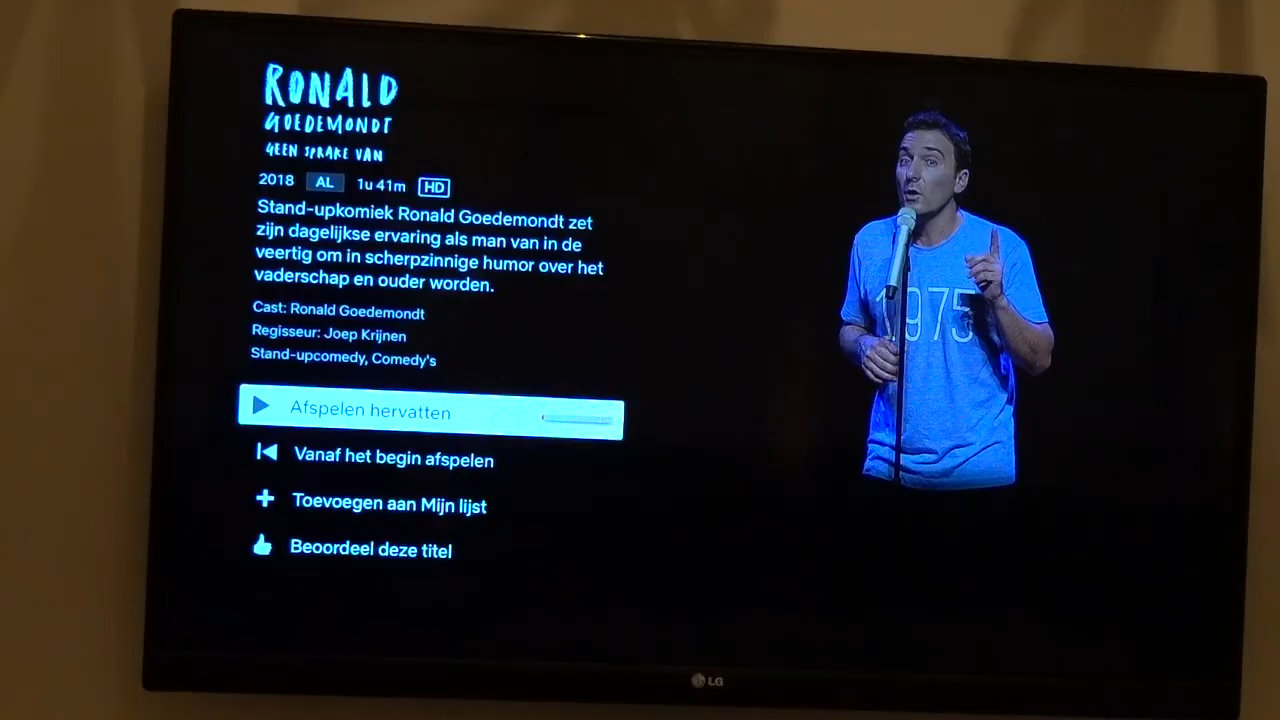 RONALD
GOEDEMONDT
GEEN SPRAKE VAN
2018 AL 1u 41m HD
Stand-upkomiek Ronald Goedemondt zet
zijn dagelijkse ervaring als man van in de
veertig om in scherpzinnige humor over het
vaderschap en ouder worden.
Cast: Ronald Goedemondt
Regisseur: Joep Krijnen
Stand-upcomedy, Comedy's
Afspelen hervatten
Vanaf het begin afspelen
Toevoegen aan Mijn lijst
Beoordeel deze titel
1975
LG